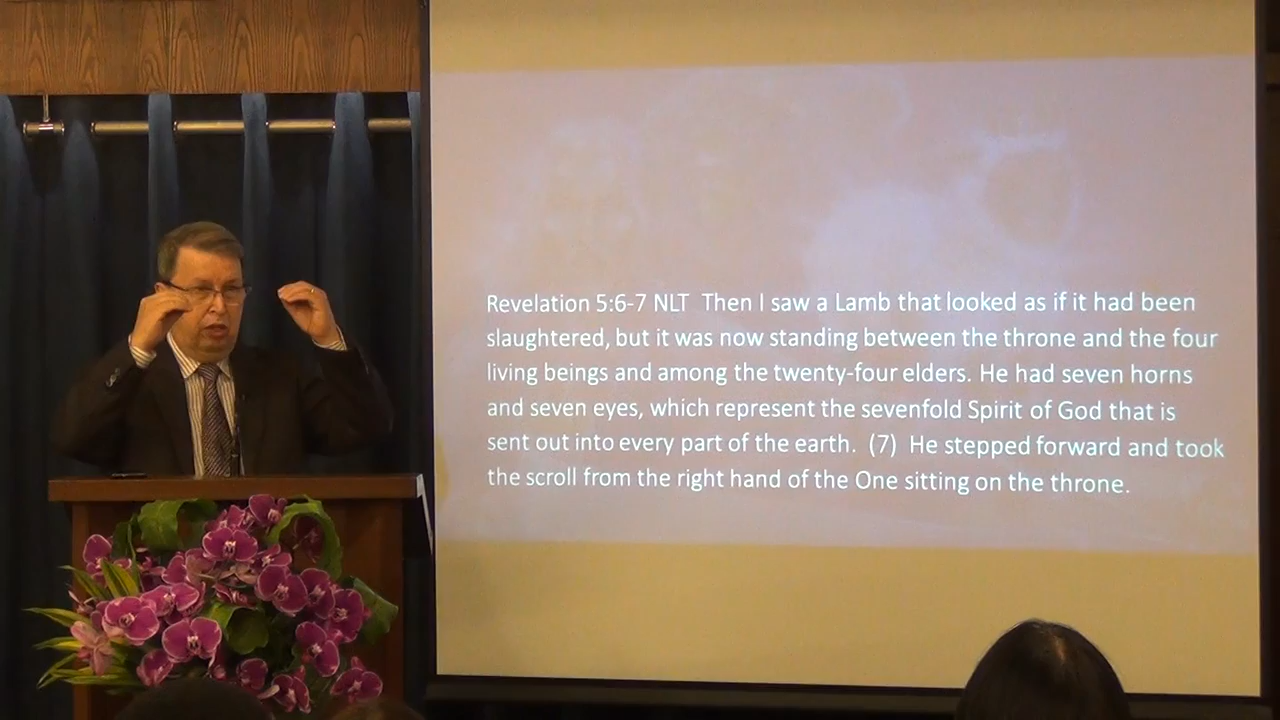 Revelation 5:6-7 NLT  Then I saw a Lamb that looked as if it had been
slaughtered, but it was now standing between the throne and the four
living beings and among the twenty-four elders. He had seven horns
and seven eyes, which represent the sevenfold Spirit of God that is
sent out into every part of the earth.  (7)  He stepped forward and took
the scroll from the right hand of the One sitting on the throne.